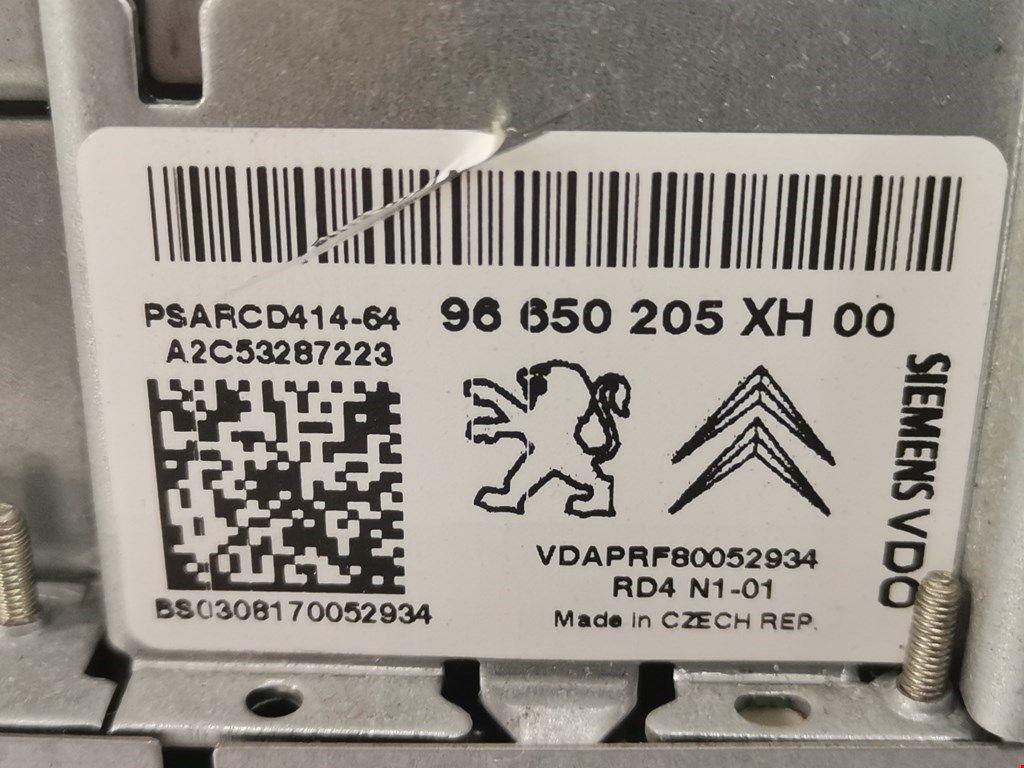 PSARCD414-64
A2C53287223
96 650 205 XH 00
SIEMENS VDO
VDAPRF80052934
RD4 N1-01
BS0308170052934
Made in CZECH REP.